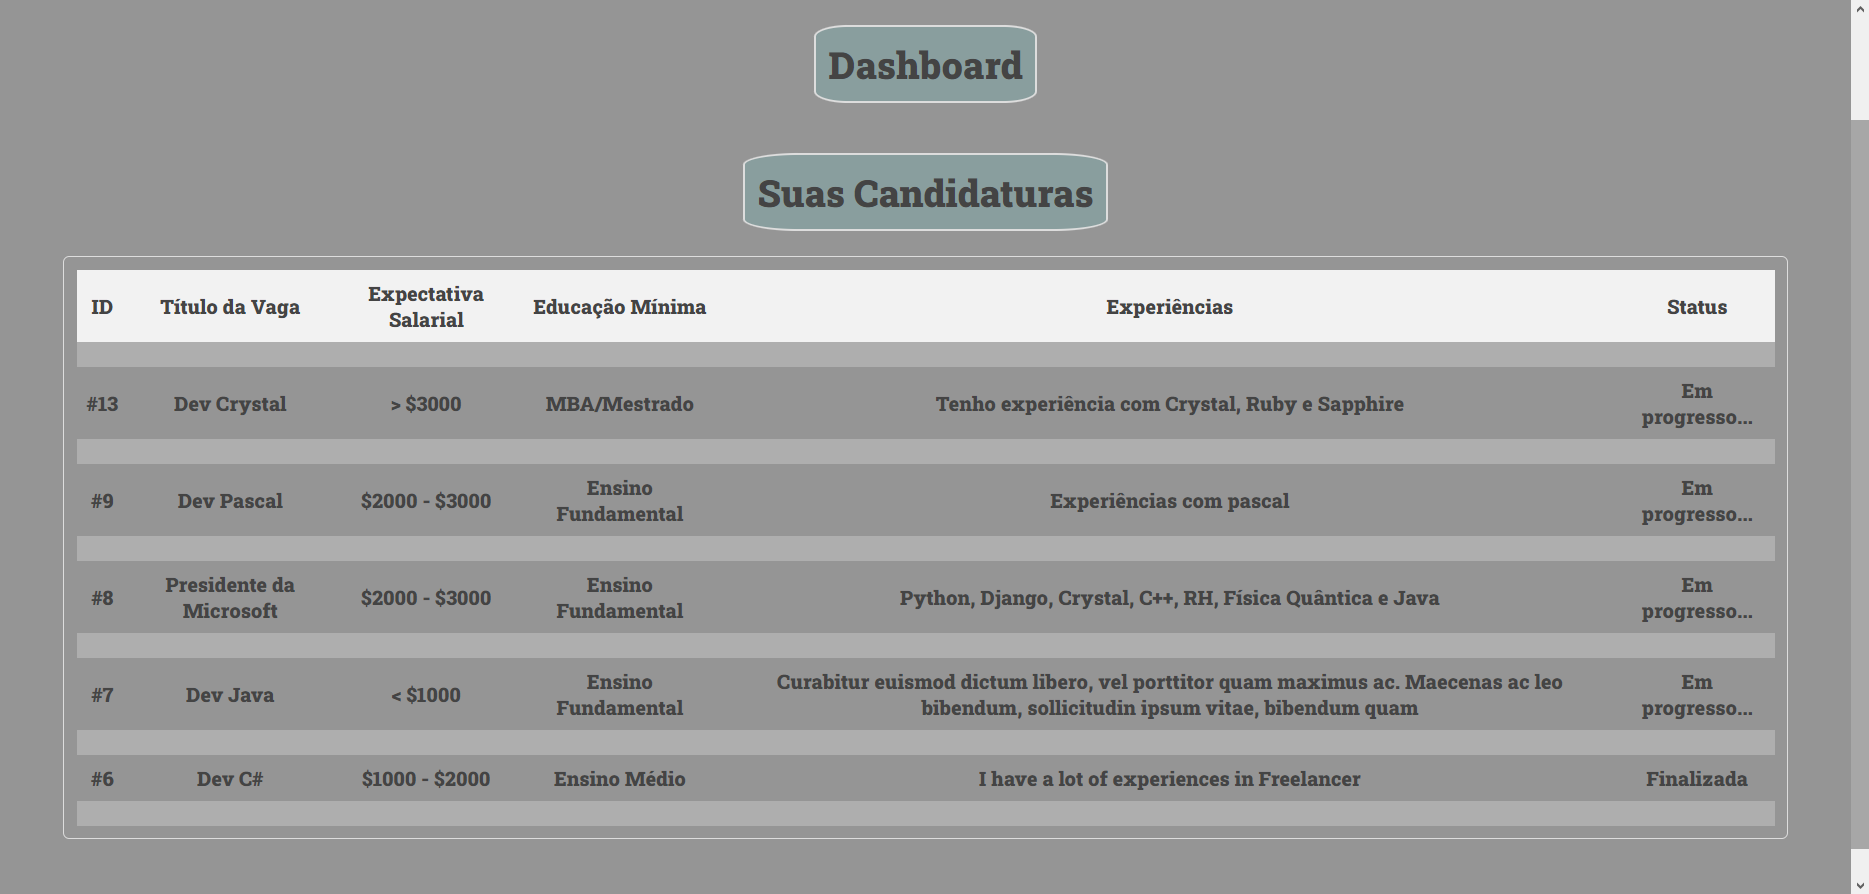 Dashboard
Suas Candidaturas
ID Título da Vaga Expectativa Salarial Educação Mínima Experiências Status
#13 Dev Crystal > $3000 MBA/Mestrado Tenho experiência com Crystal, Ruby e Sapphire Em progresso...
#9 Dev Pascal $2000 - $3000 Ensino Fundamental Experiências com pascal Em progresso...
#8 Presidente da Microsoft $2000 - $3000 Ensino Fundamental Python, Django, Crystal, C++, RH, Física Quântica e Java Em progresso...
#7 Dev Java < $1000 Ensino Fundamental Curabitur euismod dictum libero, vel porttitor quam maximus ac. Maecenas ac leo bibendum, sollicitudin ipsum vitae, bibendum quam Em progresso...
#6 Dev C# $1000 - $2000 Ensino Médio I have a lot of experiences in Freelancer Finalizada